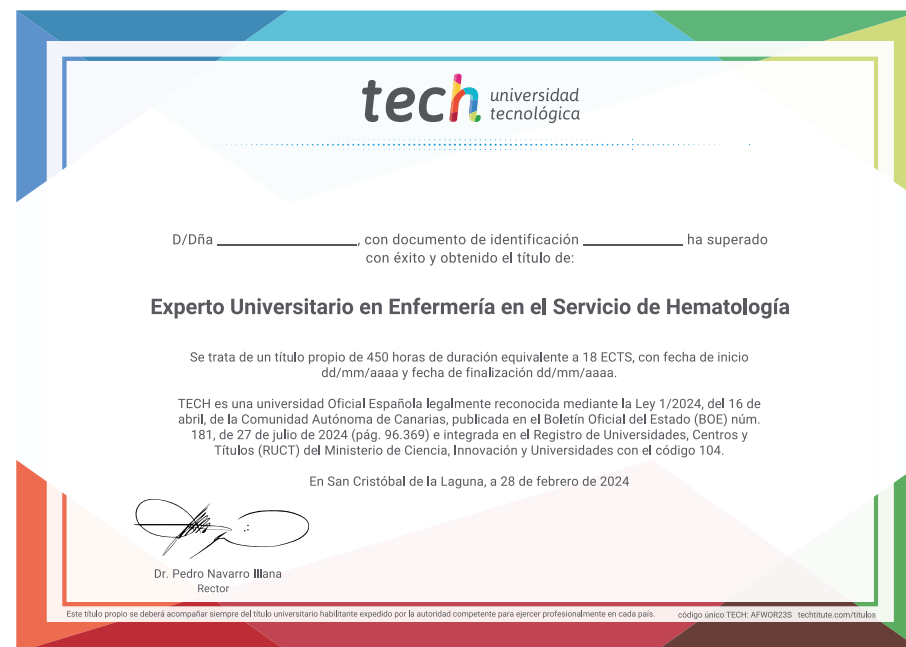 tech universidad
tecnológica
D/Dña ____________________, con documento de identificación ______________ ha superado
con éxito y obtenido el título de:
Experto Universitario en Enfermería en el Servicio de Hematología
Se trata de un título propio de 450 horas de duración equivalente a 18 ECTS, con fecha de inicio
dd/mm/aaaa y fecha de finalización dd/mm/aaaa.
TECH es una universidad Oficial Española legalmente reconocida mediante la Ley 1/2024, del 16 de
abril, de la Comunidad Autónoma de Canarias, publicada en el Boletín Oficial del Estado (BOE) núm.
181, de 27 de julio de 2024 (pág. 96.369) e integrada en el Registro de Universidades, Centros y
Títulos (RUCT) del Ministerio de Ciencia, Innovación y Universidades con el código 104.
En San Cristóbal de la Laguna, a 28 de febrero de 2024
Dr. Pedro Navarro Illana
Rector
Este título propio se deberá acompañar siempre del título universitario habilitante expedido por la autoridad competente para ejercer profesionalmente en cada país. código único TECH: AFWOR23S techtitute.com/titulos